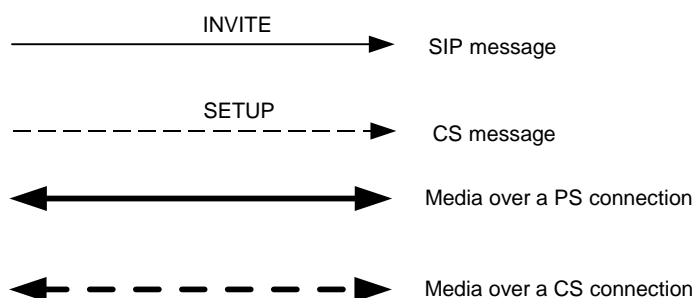 INVITE
SIP message
SETUP
CS message
Media over a PS connection
Media over a CS connection